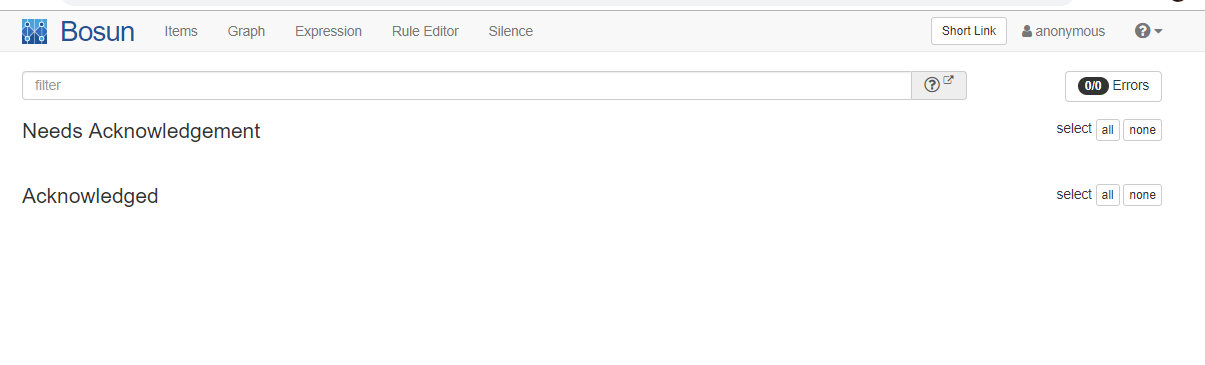 Bosun Items Graph Expression Rule Editor Silence Short Link anonymous
filter 0/0 Errors
Needs Acknowledgement select all none
Acknowledged select all none